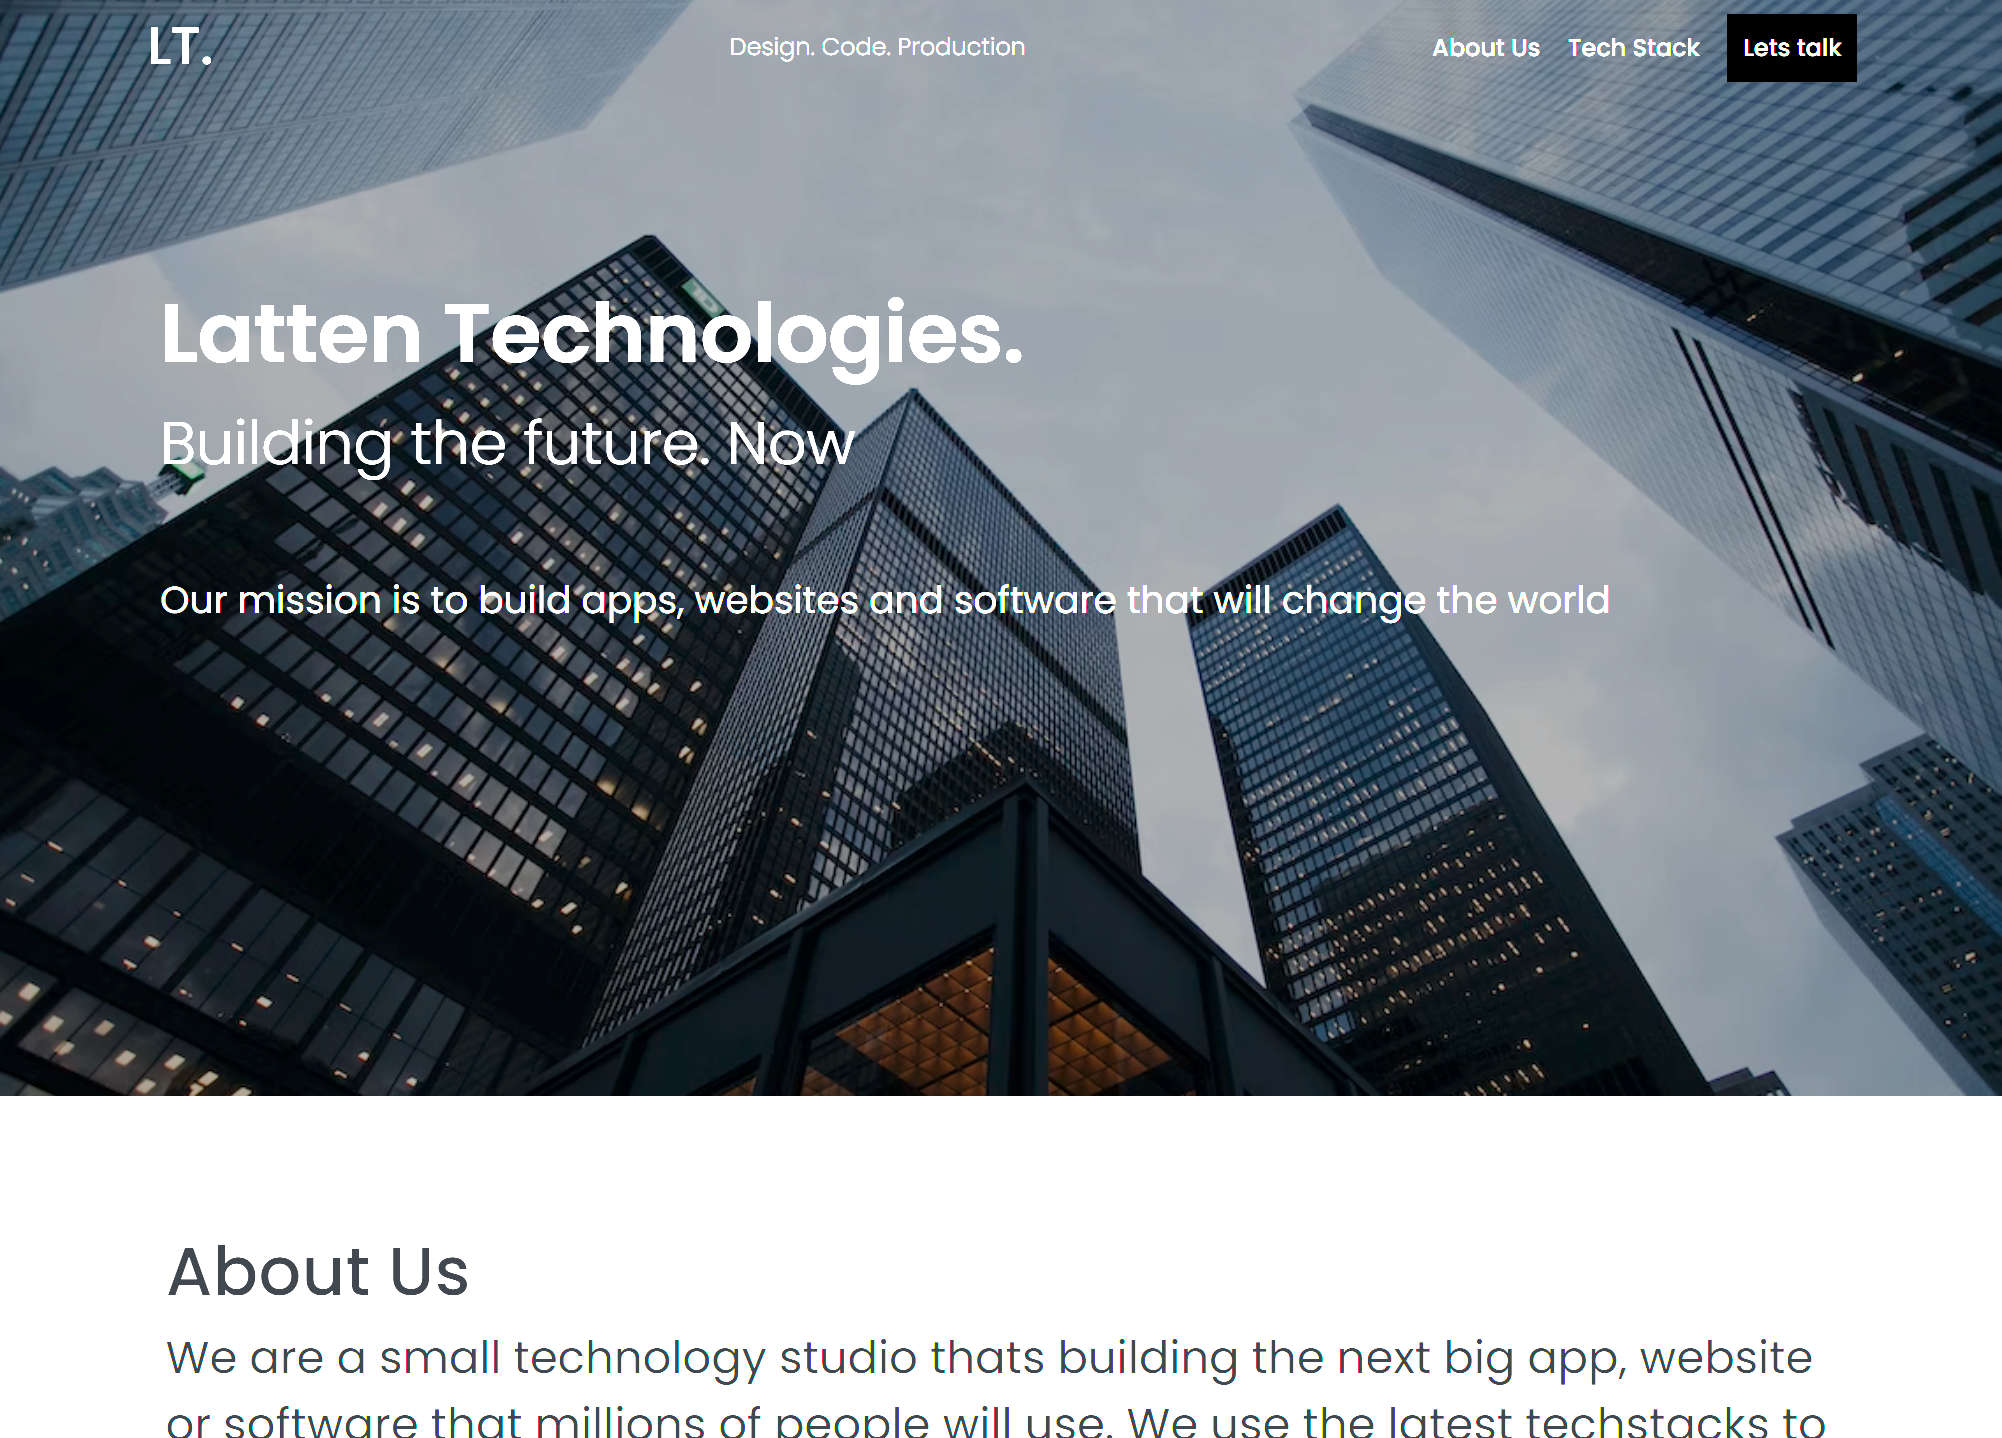 LT.
Design. Code. Production
About Us
Tech Stack
Lets talk
Latten Technologies.
Building the future. Now
Our mission is to build apps, websites and software that will change the world
About Us
We are a small technology studio thats building the next big app, website
or software that millions of people will use. We use the latest techstacks to